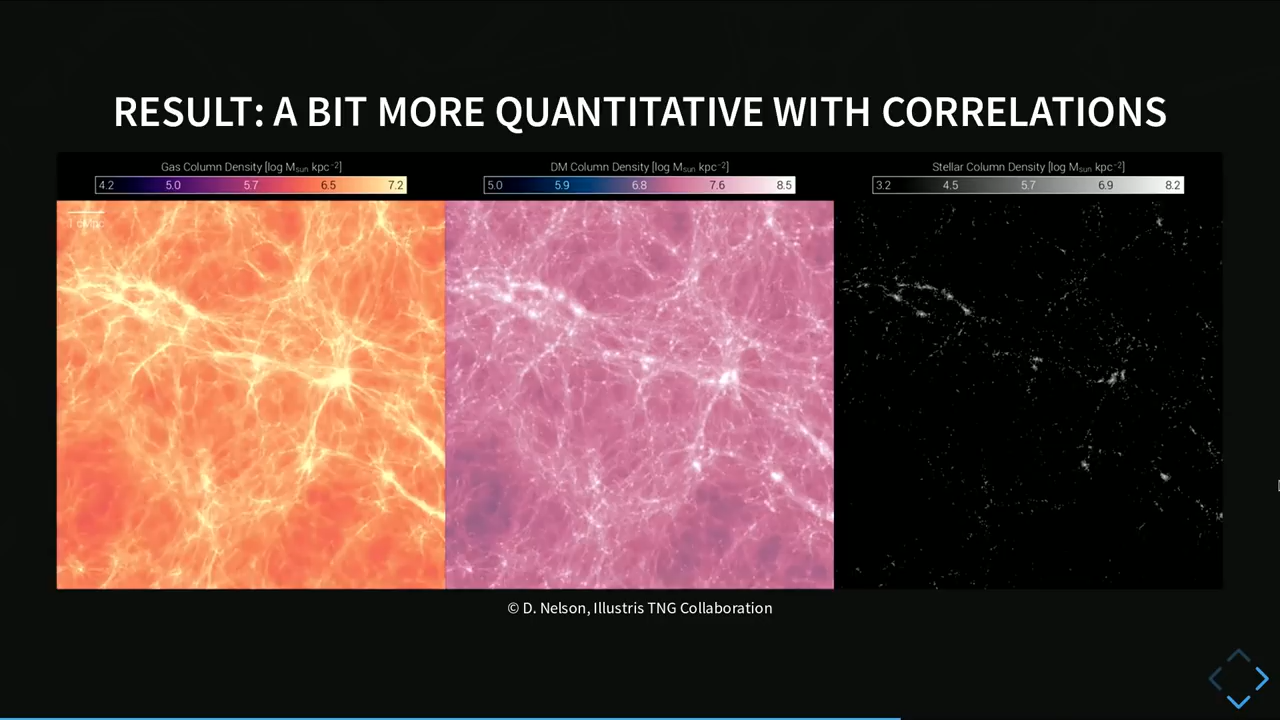 RESULT: A BIT MORE QUANTITATIVE WITH CORRELATIONS
Gas Column Density [log M_sun kpc⁻²]
4.2 5.0 5.7 6.5 7.2
DM Column Density [log M_sun kpc⁻²]
5.0 5.9 6.8 7.6 8.5
Stellar Column Density [log M_sun kpc⁻²]
3.2 4.5 5.7 6.9 8.2
© D. Nelson, Illustris TNG Collaboration